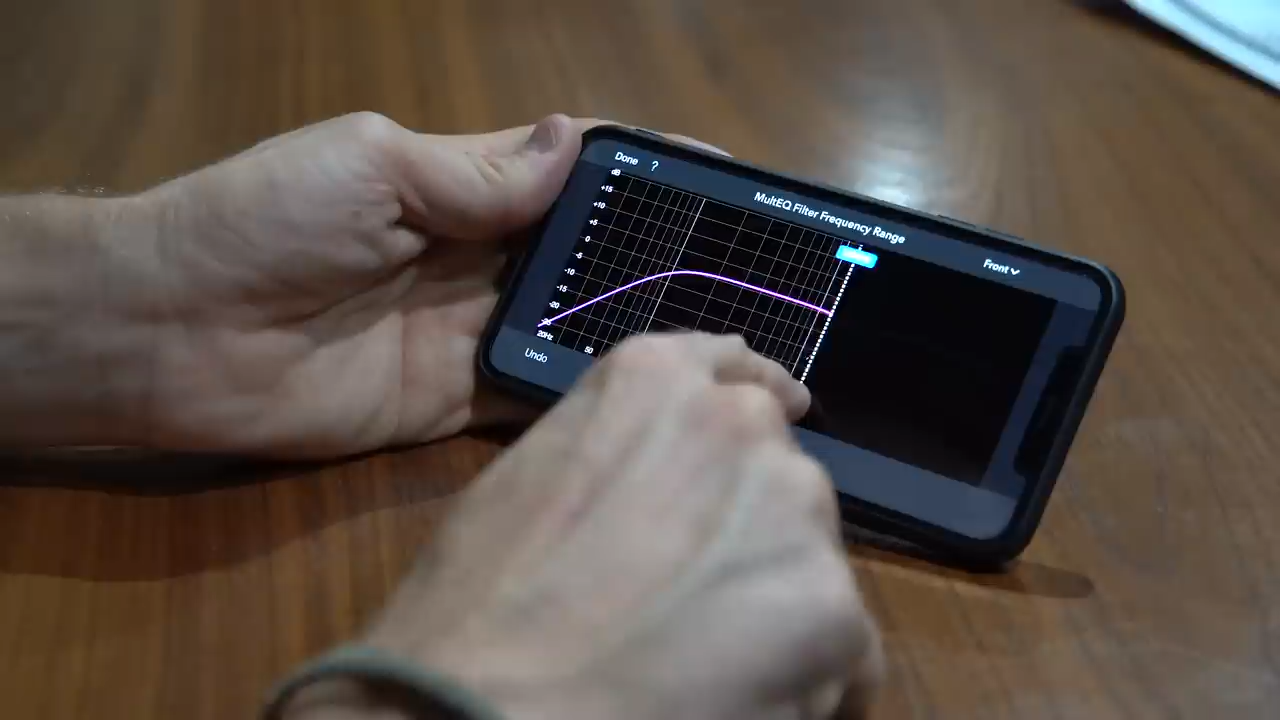 Done ?
MultEQ Filter Frequency Range
Front
dB
+15
+10
+5
0
-5
-10
-15
-20
20Hz
50
Undo